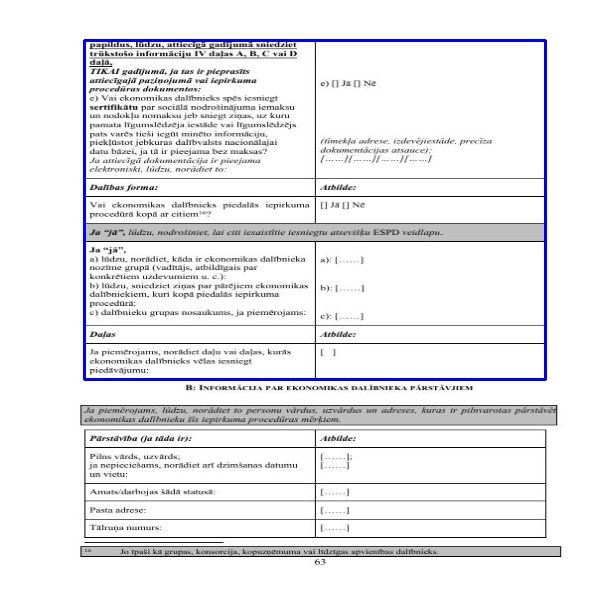 papildus, lūdzu, attiecīgā gadījumā sniedziet
trūkstošo informāciju IV daļas A, B, C vai D
daļā,
TIKAI gadījumā, ja tas ir pieprasīts
attiecīgajā paziņojumā vai iepirkuma
procedūras dokumentos:
e) Vai ekonomikas dalībnieks spēs iesniegt
sertifikātu par sociālā nodrošinājuma iemaksu
un nodokļu nomaksu jeb sniegt ziņas, uz kuru
pamata līgumslēdzēja iestāde vai līgumslēdzējs
pats varēs tieši iegūt minēto informāciju,
piekļūstot jebkuras dalībvalsts nacionālajai
datu bāzei, ja tā ir pieejama bez maksas?
Ja attiecīgā dokumentācija ir pieejama
elektroniski, lūdzu, norādiet to:
e) [] Jā [] Nē
(tīmekļa adrese, izdevējiestāde, precīza
dokumentācijas atsauce):
[……][……][……][……]
Dalības forma:
Atbilde:
Vai ekonomikas dalībnieks piedalās iepirkuma
procedūrā kopā ar citiem¹⁶?
[] Jā [] Nē
Ja “jā”, lūdzu, nodrošiniet, lai citi iesaistītie iesniegtu atsevišķu ESPD veidlapu.
Ja “jā”,
a) lūdzu, norādiet, kāda ir ekonomikas dalībnieka
nozīme grupā (vadītājs, atbildīgais par
konkrētiem uzdevumiem u. c.):
b) lūdzu, sniedziet ziņas par pārējiem ekonomikas
dalībniekiem, kuri kopā piedalās iepirkuma
procedūrā:
c) dalībnieku grupas nosaukums, ja piemērojams:
a): [……]
b): [……]
c): [……]
Daļas
Atbilde:
Ja piemērojams, norādiet daļu vai daļas, kurās
ekonomikas dalībnieks vēlas iesniegt
piedāvājumu:
[ ]
B: INFORMĀCIJA PAR EKONOMIKAS DALĪBNIEKA PĀRSTĀVJIEM
Ja piemērojams, lūdzu, norādiet to personu vārdus, uzvārdus un adreses, kuras ir pilnvarotas pārstāvēt
ekonomikas dalībnieku šīs iepirkuma procedūras mērķiem.
Pārstāvība (ja tāda ir):
Atbilde:
Pilns vārds, uzvārds;
ja nepieciešams, norādiet arī dzimšanas datumu
un vietu:
[……];
[……]
Amats/darbojas šādā statusā:
[……]
Pasta adrese:
[……]
Tālruņa numurs:
[……]
¹⁶ Jo īpaši kā grupas, konsorcija, kopuzņēmuma vai līdzīgas apvienības dalībnieks.
63